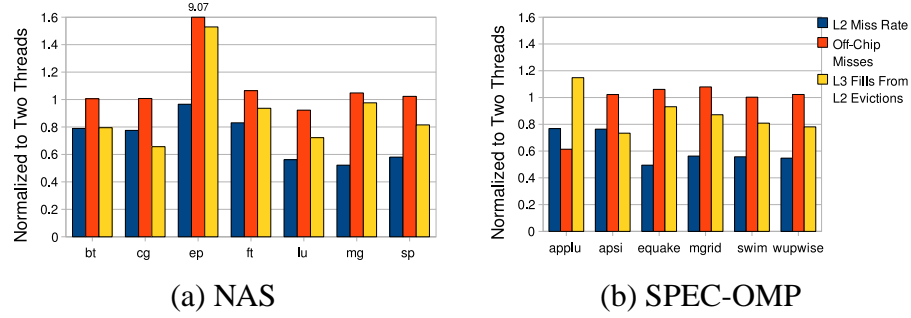 9.07
Normalized to Two Threads
1.6
1.4
1.2
1
0.8
0.6
0.4
0.2
0
bt cg ep ft lu mg sp
(a) NAS
Normalized to Two Threads
1.6
1.4
1.2
1
0.8
0.6
0.4
0.2
0
applu apsi equake mgrid swim wupwise
L2 Miss Rate
Off-Chip
Misses
L3 Fills From
L2 Evictions
(b) SPEC-OMP